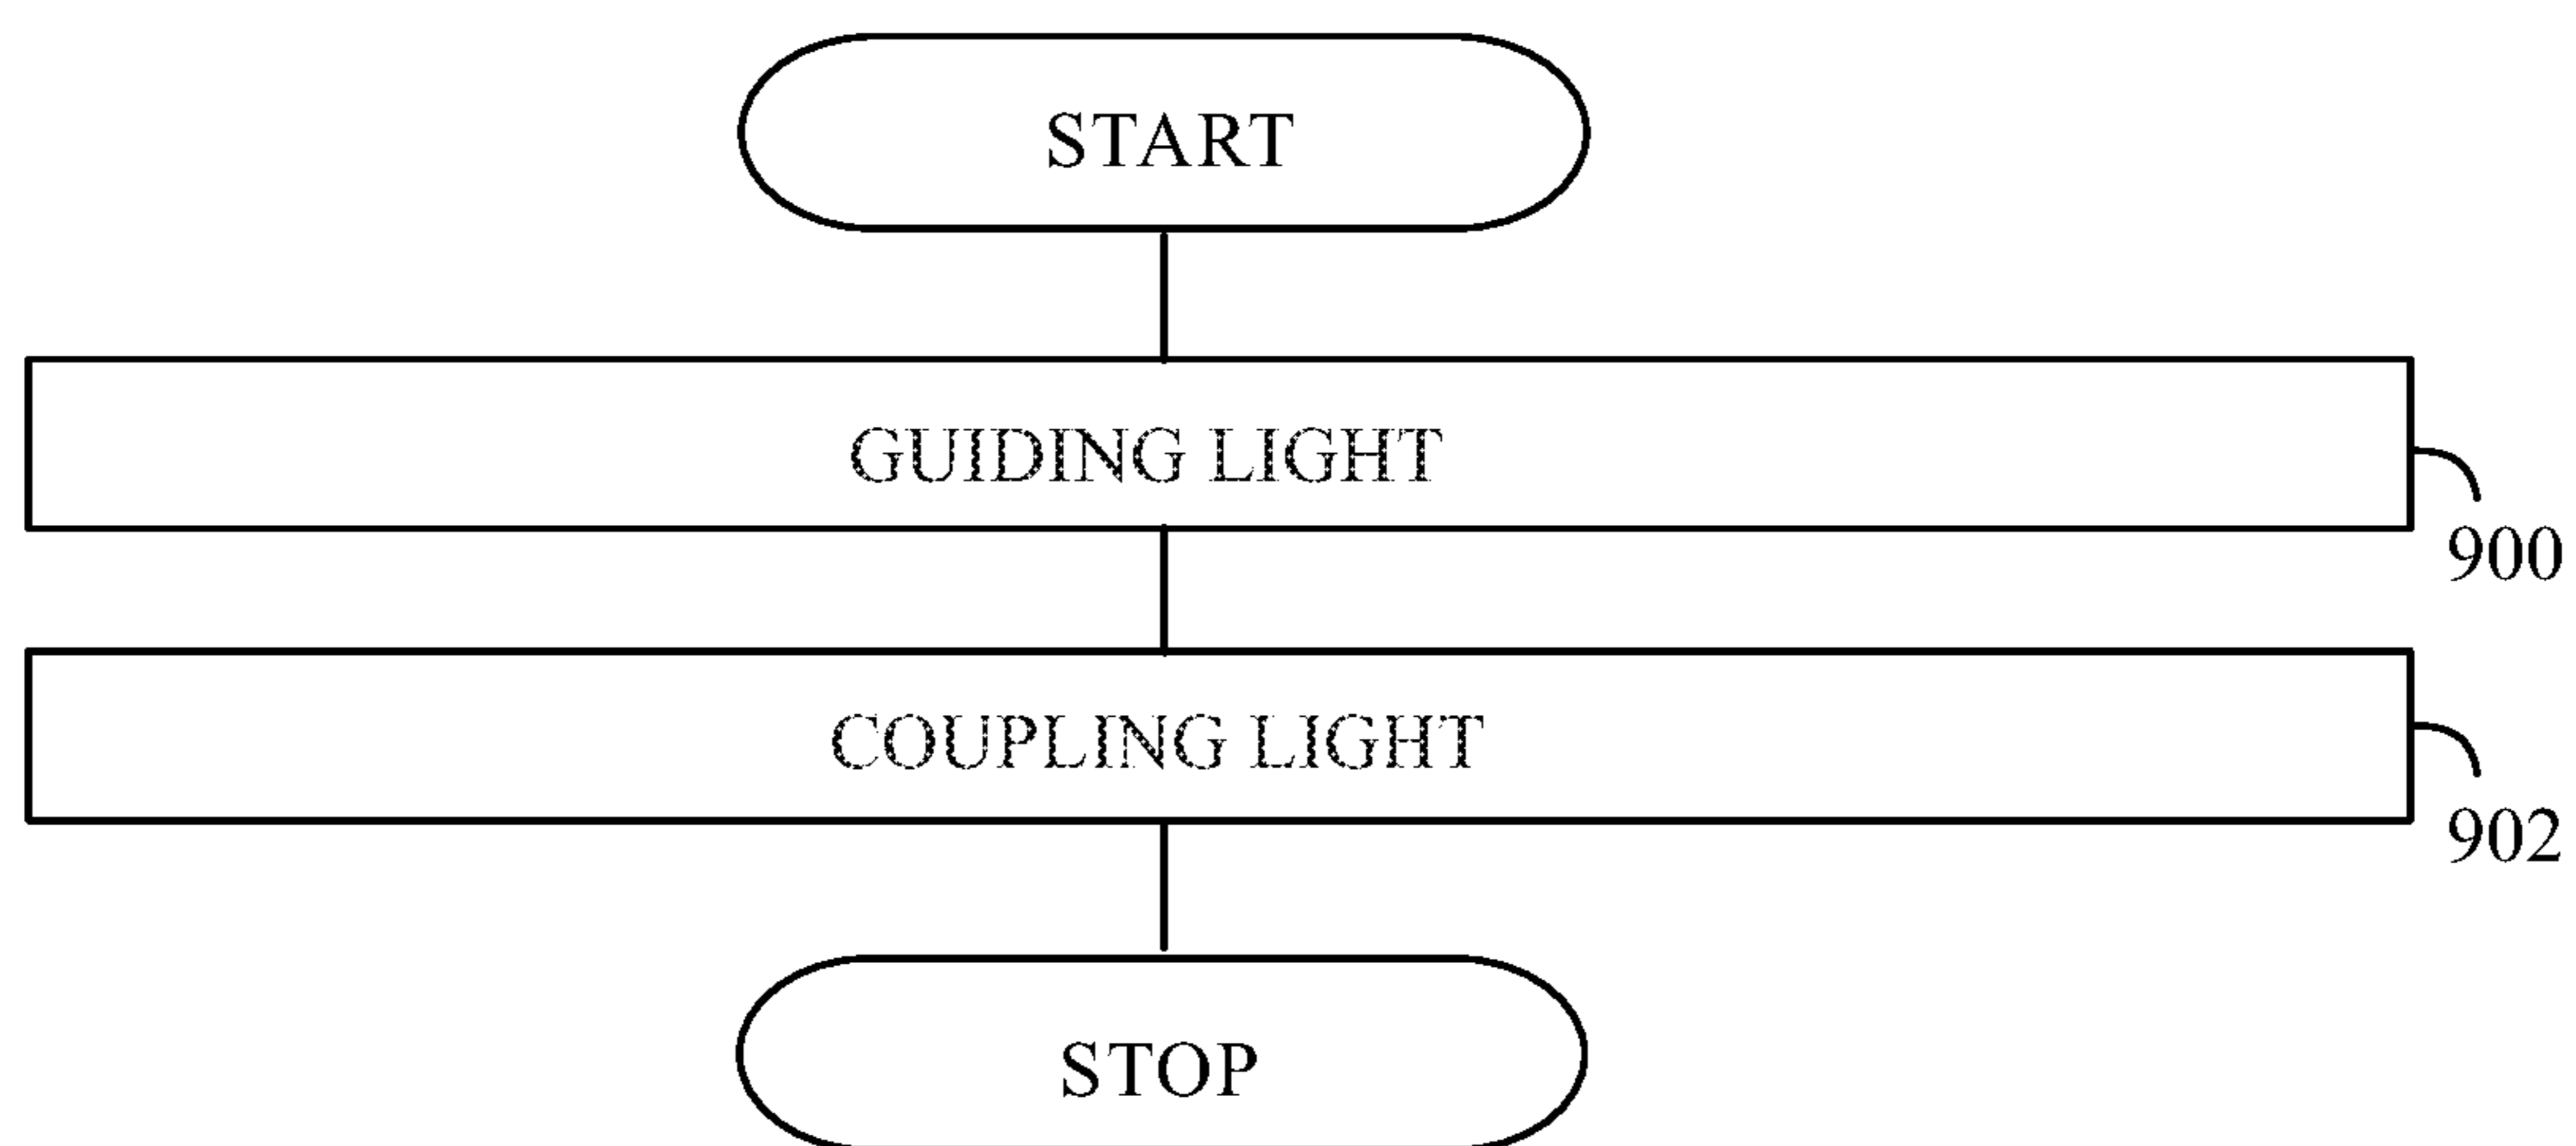 START
GUIDING LIGHT
900
COUPLING LIGHT
902
STOP